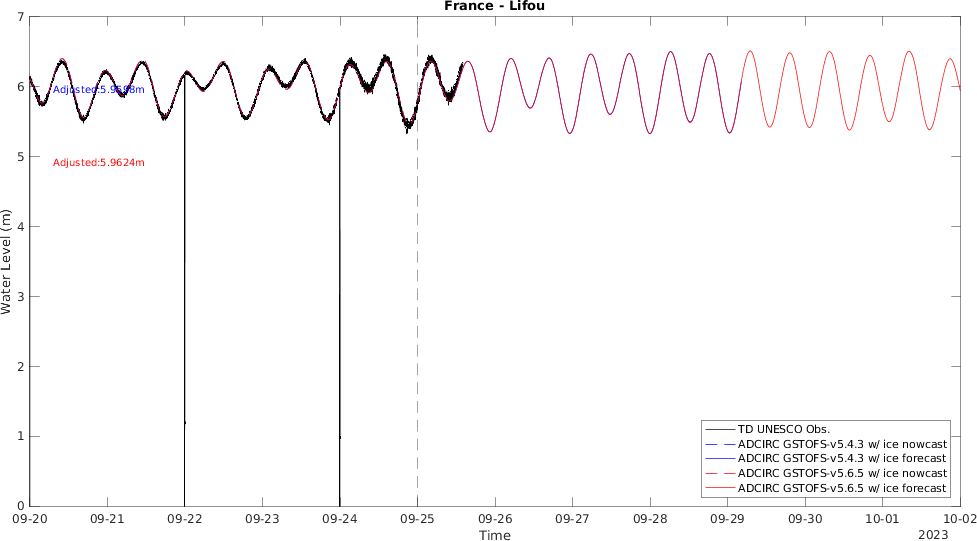 France - Lifou
7
6
5
4
3
2
1
0
Water Level (m)
Adjusted:5.9698m
Adjusted:5.9624m
TD UNESCO Obs.
ADCIRC GSTOFS-v5.4.3 w/ ice nowcast
ADCIRC GSTOFS-v5.4.3 w/ ice forecast
ADCIRC GSTOFS-v5.6.5 w/ ice nowcast
ADCIRC GSTOFS-v5.6.5 w/ ice forecast
09-20 09-21 09-22 09-23 09-24 09-25 09-26 09-27 09-28 09-29 09-30 10-01 10-02
Time
2023